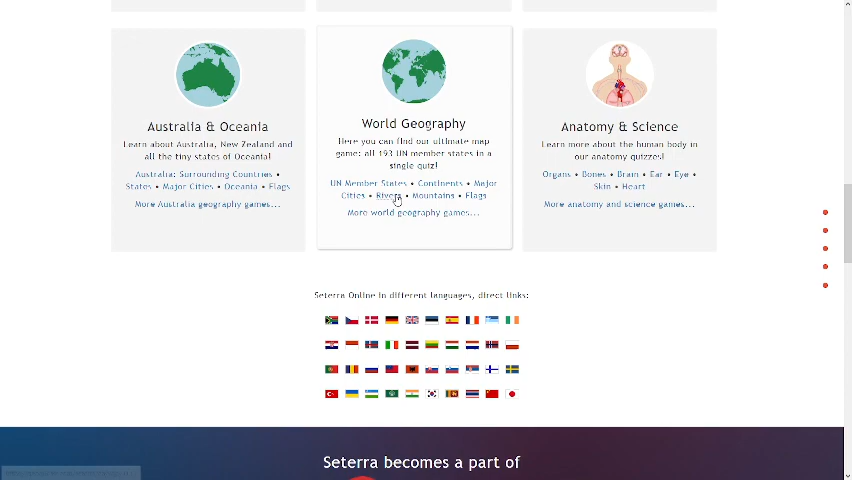 Australia & Oceania
Learn about Australia, New Zealand and
all the tiny states of Oceania!
Australia: Surrounding Countries •
States • Major Cities • Oceania • Flags
More Australia geography games...
World Geography
Here you can find our ultimate map
game: all 193 UN member states in a
single quiz!
UN Member States • Continents • Major
Cities • Rivers • Mountains • Flags
More world geography games...
Anatomy & Science
Learn more about the human body in
our anatomy quizzes!
Organs • Bones • Brain • Ear • Eye •
Skin • Heart
More anatomy and science games...
Seterra Online in different languages, direct links:
Seterra becomes a part of